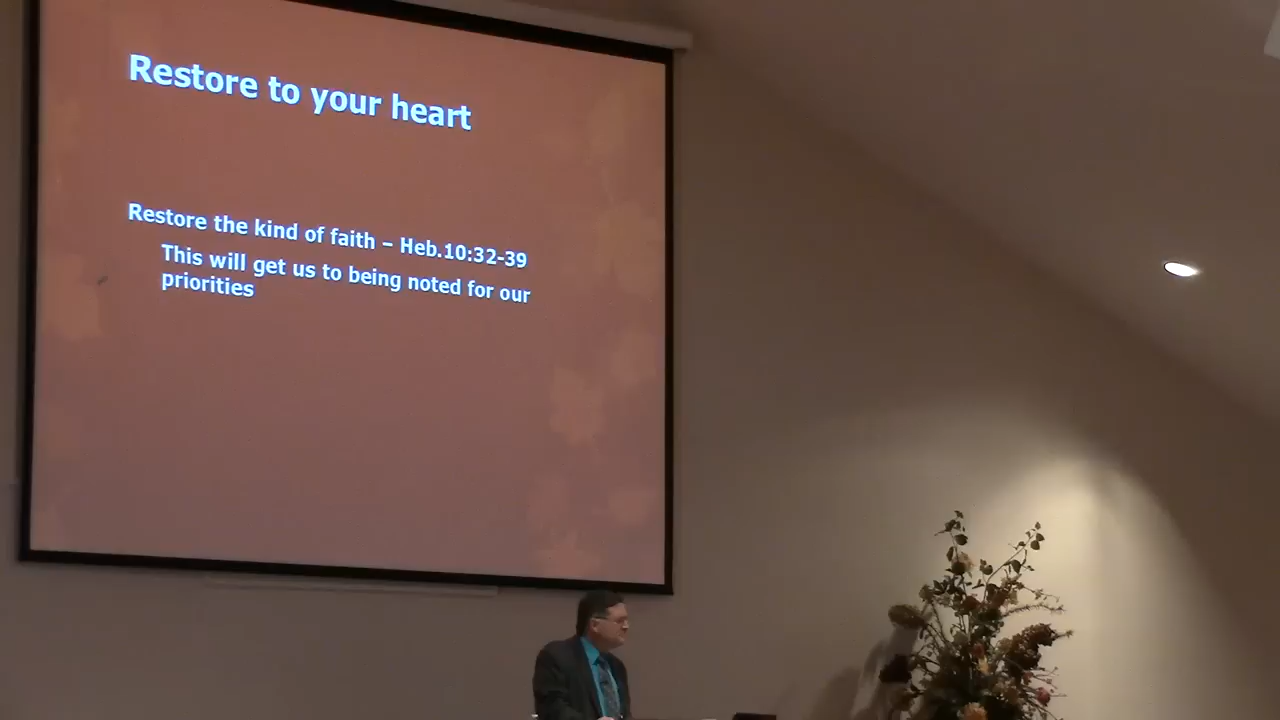 Restore to your heart
Restore the kind of faith – Heb.10:32-39
This will get us to being noted for our
priorities